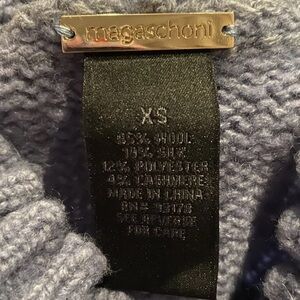 magaschoni
XS
65% WOOL
19% SILK
12% POLYESTER
4% CASHMERE
MADE IN CHINA
RN#
SEE REVERSE
FOR CARE